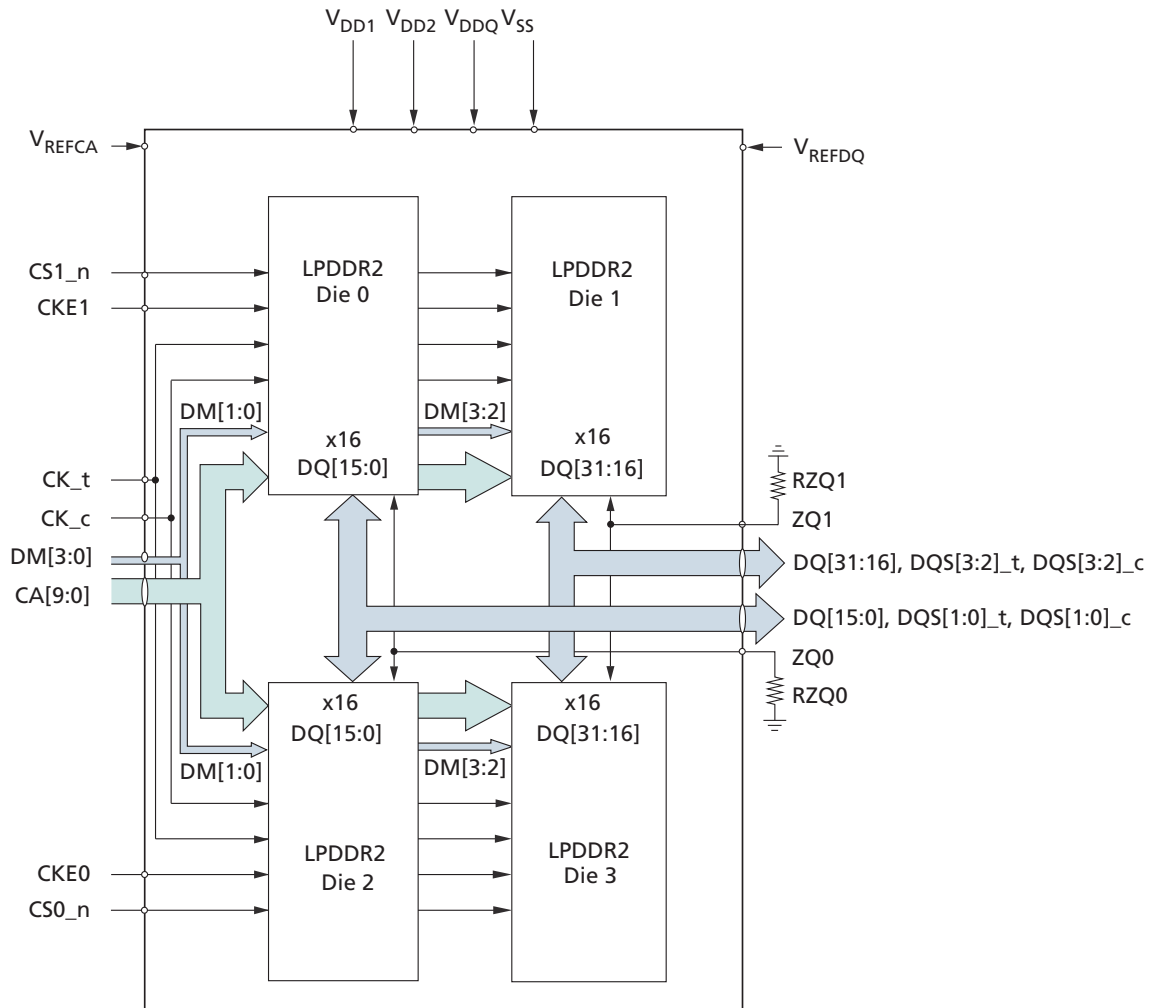 VDD1 VDD2 VDDQ VSS
VREFCA
VREFDQ
CS1_n
CKE1
LPDDR2
Die 0
LPDDR2
Die 1
DM[1:0]
DM[3:2]
x16
DQ[15:0]
x16
DQ[31:16]
CK_t
CK_c
DM[3:0]
CA[9:0]
RZQ1
ZQ1
DQ[31:16], DQS[3:2]_t, DQS[3:2]_c
DQ[15:0], DQS[1:0]_t, DQS[1:0]_c
ZQ0
RZQ0
x16
DQ[15:0]
x16
DQ[31:16]
DM[1:0]
DM[3:2]
LPDDR2
Die 2
LPDDR2
Die 3
CKE0
CS0_n